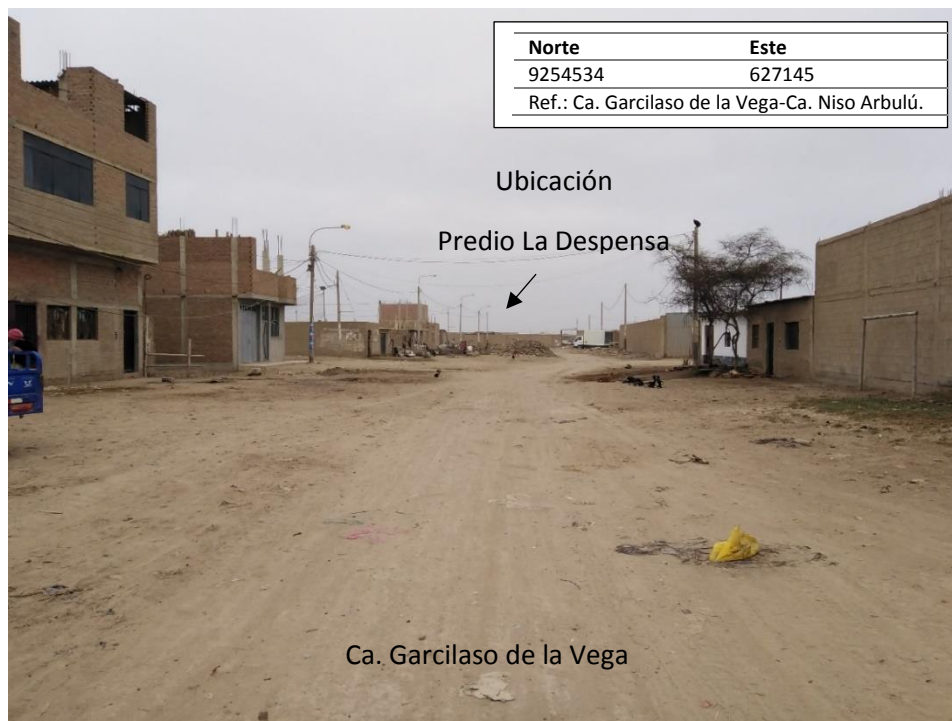 Norte Este
9254534 627145
Ref.: Ca. Garcilaso de la Vega-Ca. Niso Arbulú.
Ubicación
Predio La Despensa
Ca. Garcilaso de la Vega